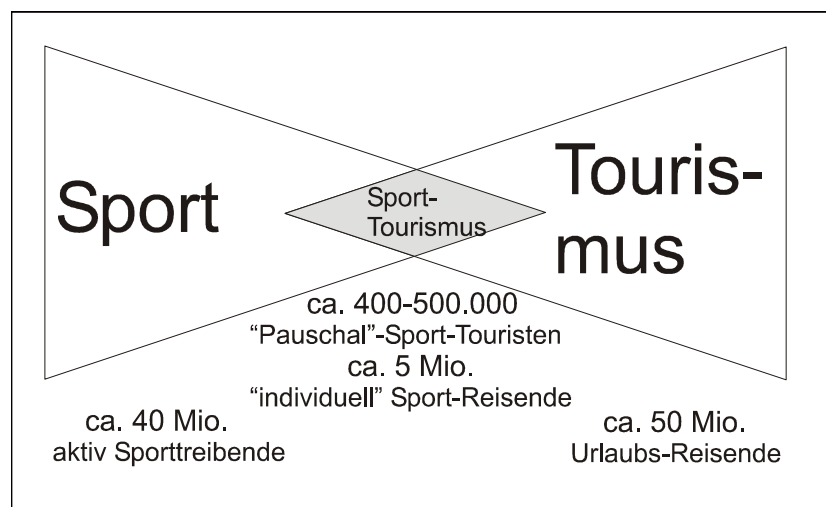 Sport
Sport-
Tourismus
Touris-
mus
ca. 400-500.000
“Pauschal”-Sport-Touristen
ca. 5 Mio.
“individuell” Sport-Reisende
ca. 40 Mio.
aktiv Sporttreibende
ca. 50 Mio.
Urlaubs-Reisende